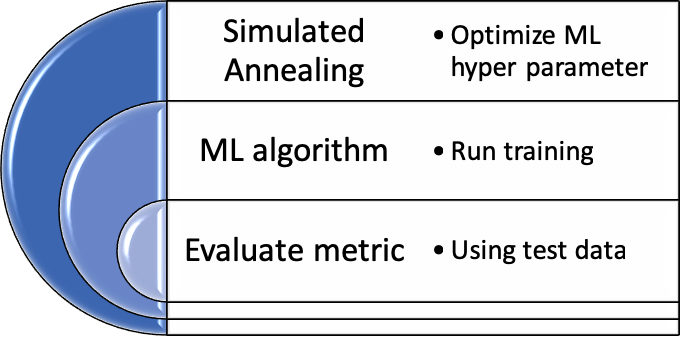 Simulated
Annealing
• Optimize ML
hyper parameter
ML algorithm
• Run training
Evaluate metric
• Using test data